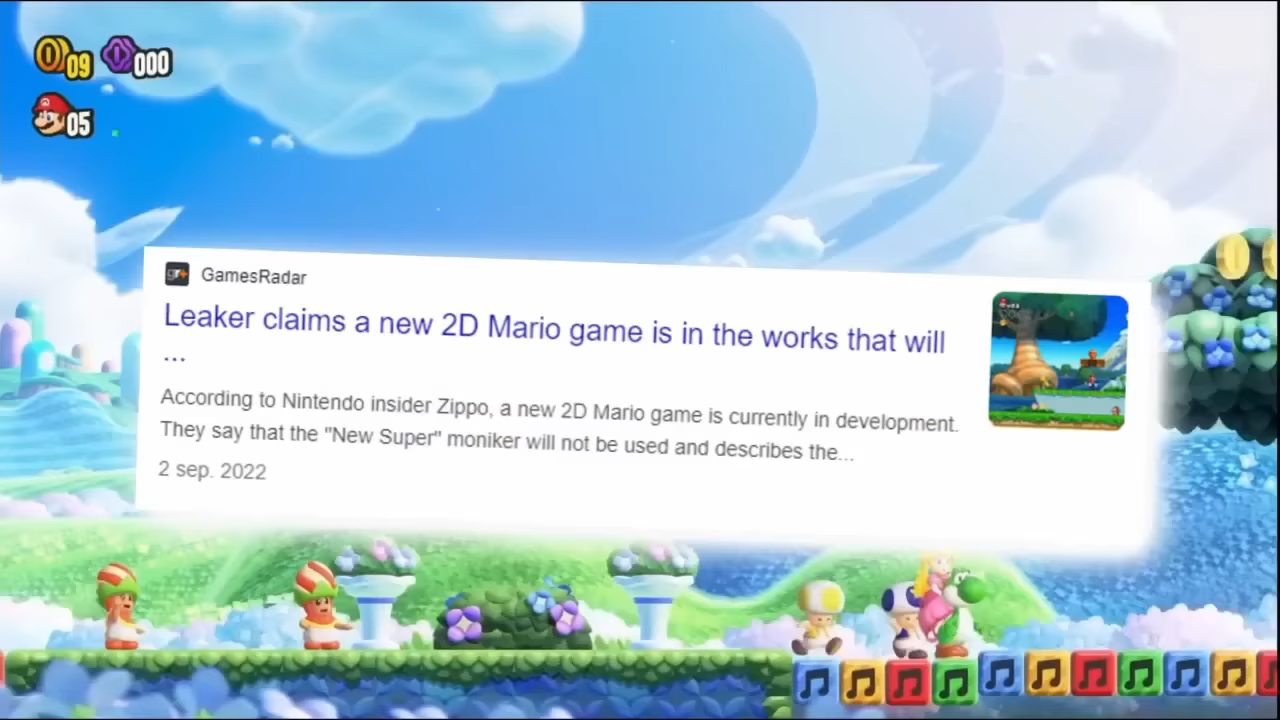 09 000
05
GamesRadar
Leaker claims a new 2D Mario game is in the works that will
...
According to Nintendo insider Zippo, a new 2D Mario game is currently in development.
They say that the "New Super" moniker will not be used and describes the...
2 sep. 2022